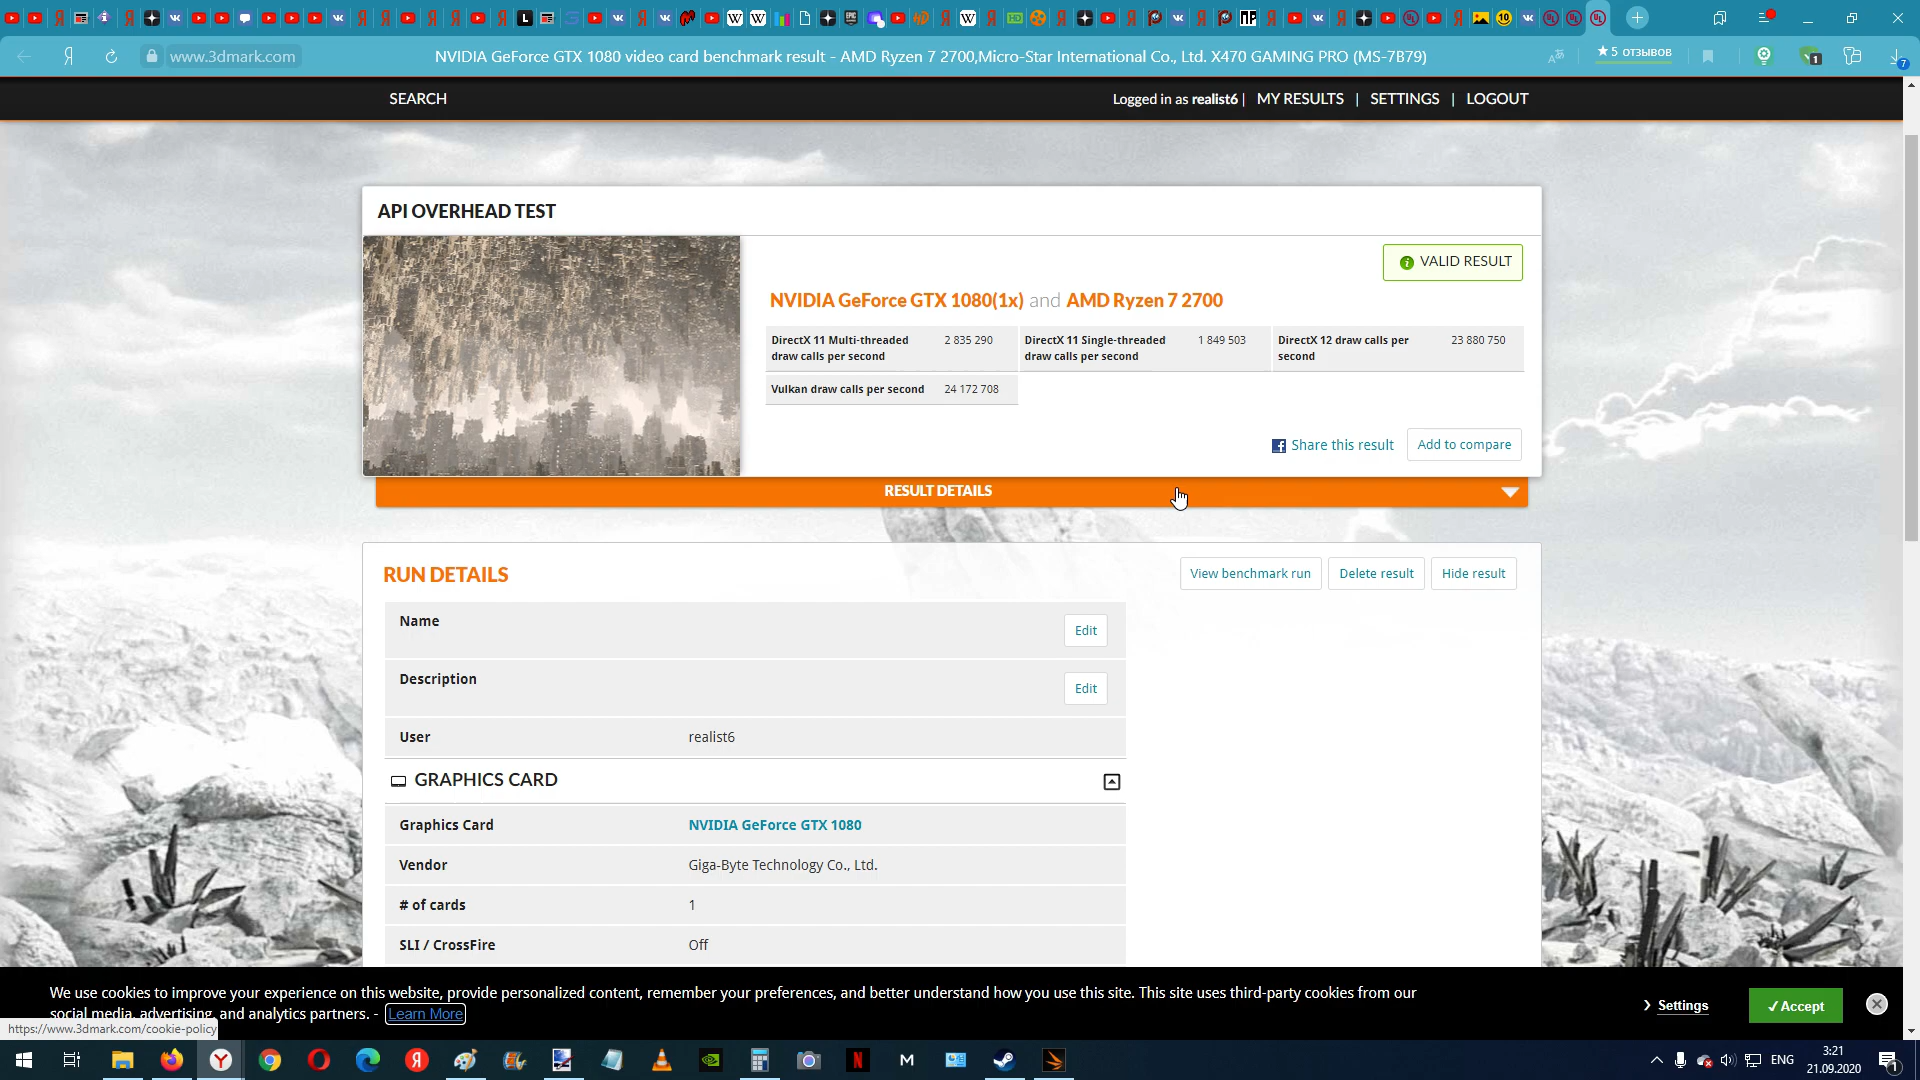 www.3dmark.com
NVIDIA GeForce GTX 1080 video card benchmark result - AMD Ryzen 7 2700,Micro-Star International Co., Ltd. X470 GAMING PRO (MS-7B79)
★ 5 отзывов
1
7
SEARCH
Logged in as realist6 | MY RESULTS | SETTINGS | LOGOUT
API OVERHEAD TEST
VALID RESULT
NVIDIA GeForce GTX 1080(1x) and AMD Ryzen 7 2700
DirectX 11 Multi-threaded draw calls per second 2 835 290
DirectX 11 Single-threaded draw calls per second 1 849 503
DirectX 12 draw calls per second 23 880 750
Vulkan draw calls per second 24 172 708
Share this result
Add to compare
RESULT DETAILS
RUN DETAILS
View benchmark run
Delete result
Hide result
Name
Edit
Description
Edit
User realist6
GRAPHICS CARD
Graphics Card NVIDIA GeForce GTX 1080
Vendor Giga-Byte Technology Co., Ltd.
# of cards 1
SLI / CrossFire Off
We use cookies to improve your experience on this website, provide personalized content, remember your preferences, and better understand how you use this site. This site uses third-party cookies from our
social media, advertising, and analytics partners. - Learn More
Settings
✓Accept
https://www.3dmark.com/cookie-policy
ENG
3:21
21.09.2020
1